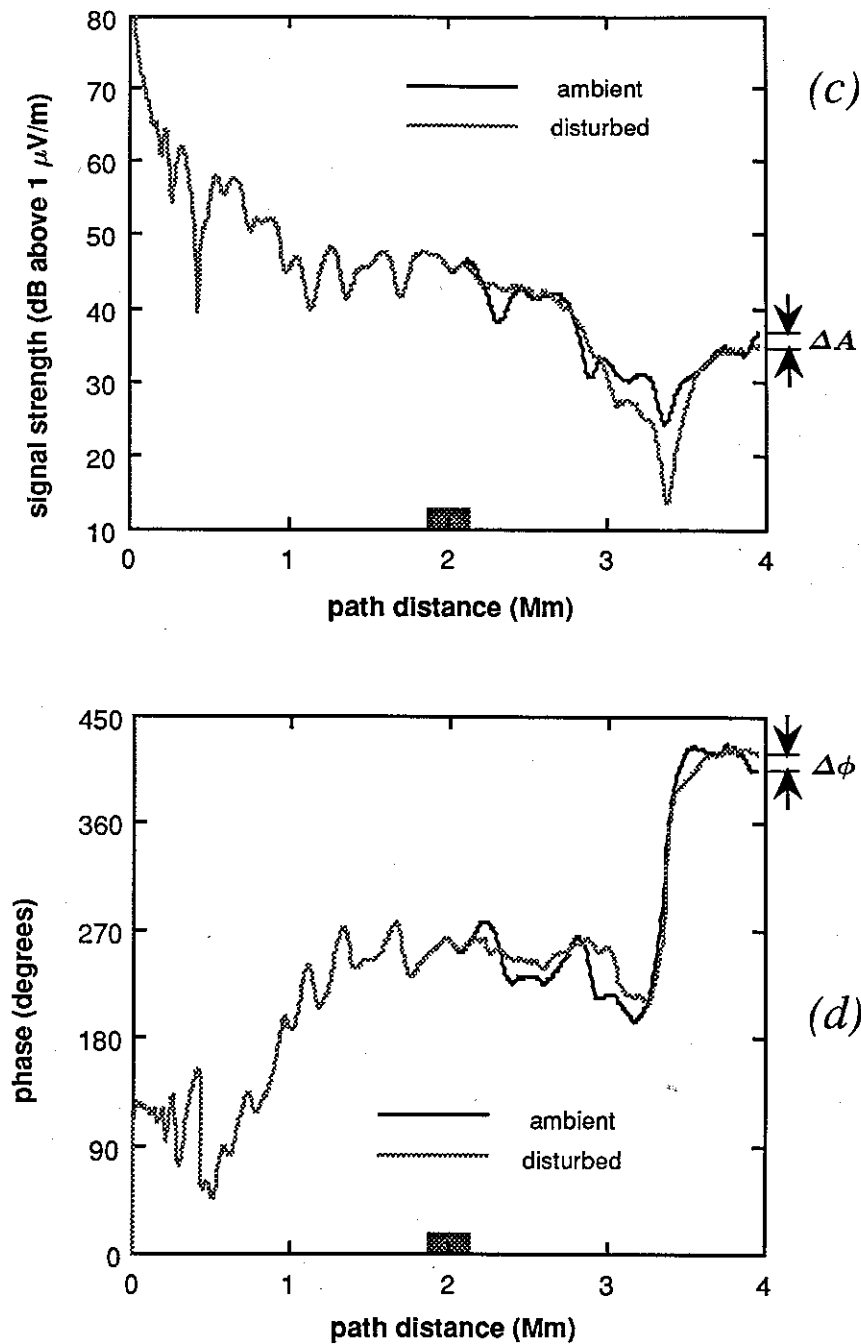 80
70
60
50
40
30
20
10
signal strength (dB above 1 μV/m)
ambient
disturbed
(c)
ΔA
0 1 2 3 4
path distance (Mm)
450
360
270
180
90
0
phase (degrees)
ambient
disturbed
(d)
Δϕ
0 1 2 3 4
path distance (Mm)